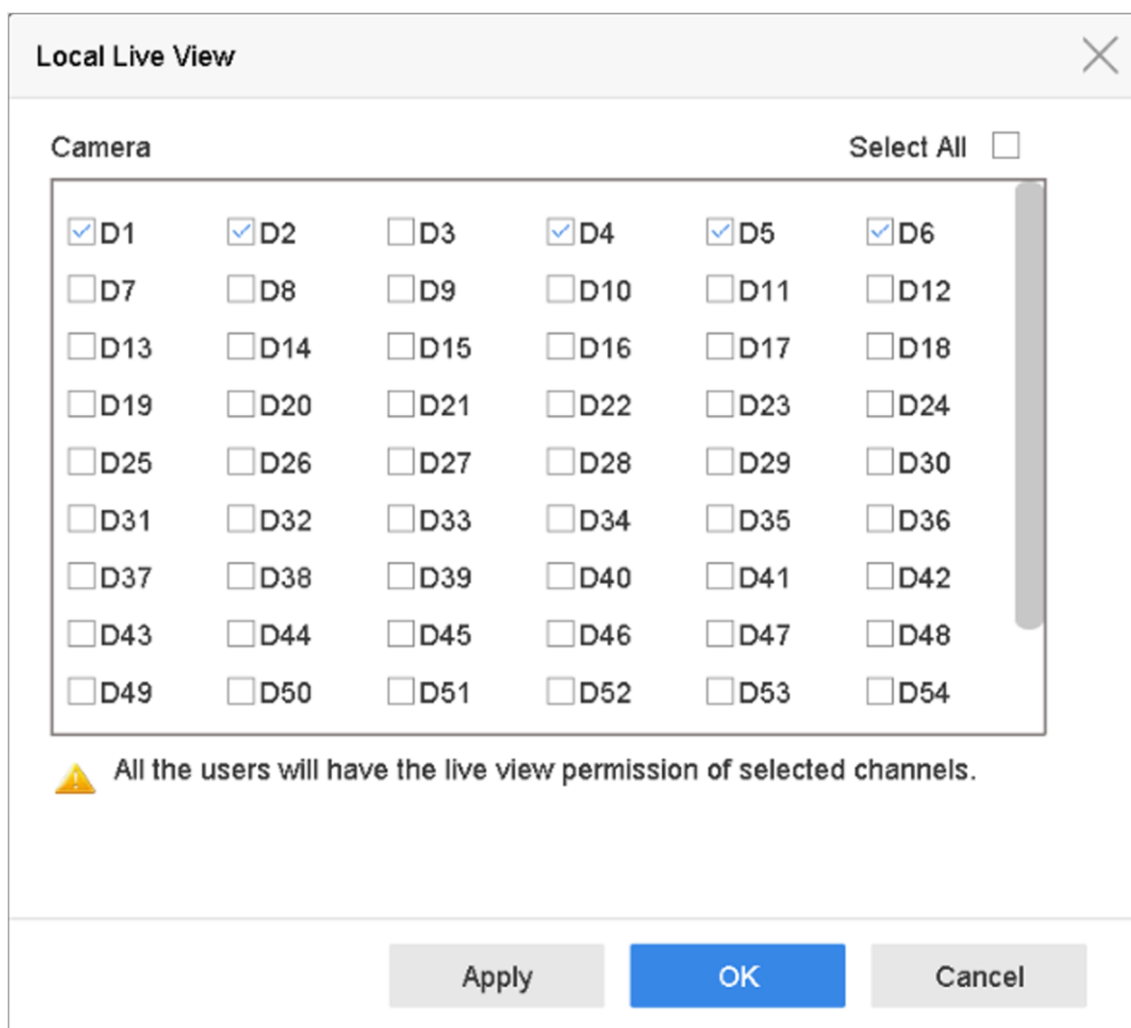 Local Live View
Camera Select All
D1 D2 D3 D4 D5 D6
D7 D8 D9 D10 D11 D12
D13 D14 D15 D16 D17 D18
D19 D20 D21 D22 D23 D24
D25 D26 D27 D28 D29 D30
D31 D32 D33 D34 D35 D36
D37 D38 D39 D40 D41 D42
D43 D44 D45 D46 D47 D48
D49 D50 D51 D52 D53 D54
All the users will have the live view permission of selected channels.
Apply OK Cancel